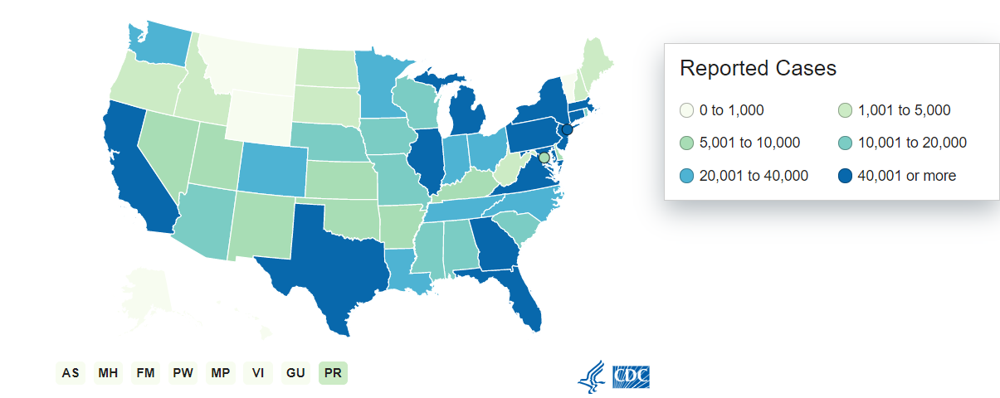 Reported Cases
0 to 1,000
1,001 to 5,000
5,001 to 10,000
10,001 to 20,000
20,001 to 40,000
40,001 or more
AS MH FM PW MP VI GU PR
CDC